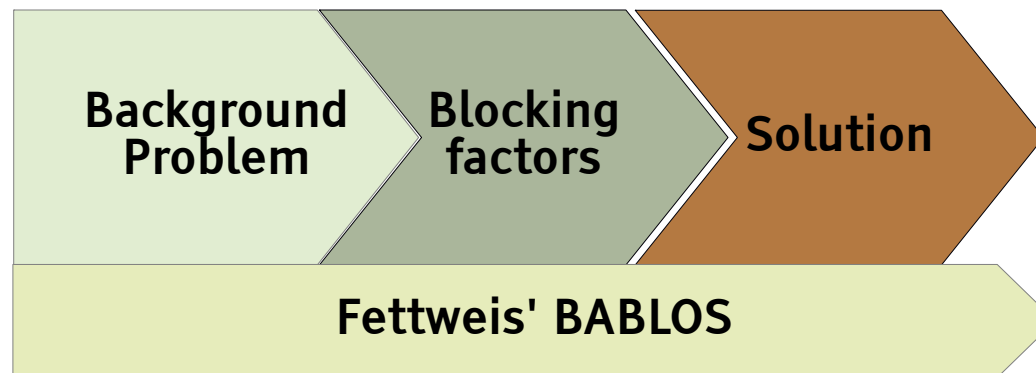 Background
Problem
Blocking
factors
Solution
Fettweis' BABLOS